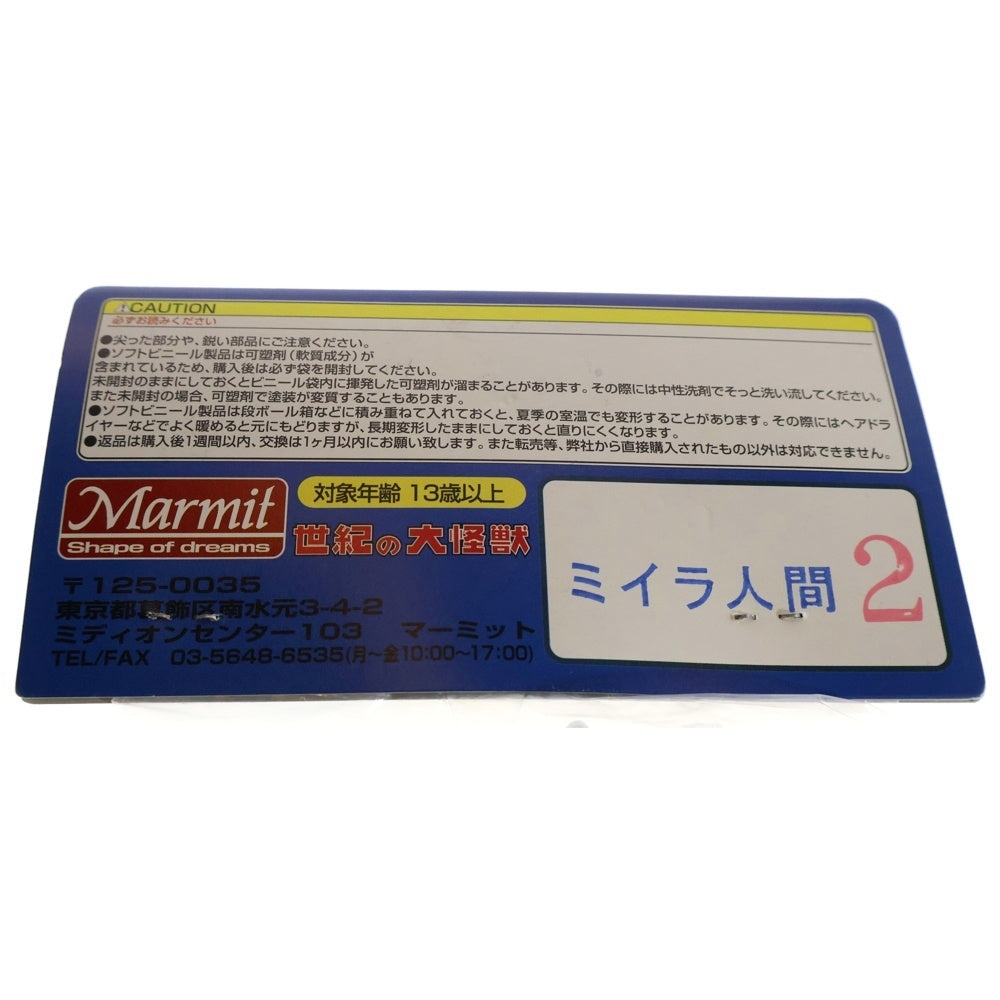 ⚠CAUTION
必ずお読みください
●尖った部分や、鋭い部品にご注意ください。
●ソフトビニール製品は可塑剤(軟質成分)が
含まれているため、購入後は必ず袋を開封してください。
未開封のままにしておくとビニール袋内に揮発した可塑剤が溜まることがあります。その際には中性洗剤でそっと洗い流してください。
また未開封の場合、可塑剤で塗装が変質することもあります。
●ソフトビニール製品は段ボール箱などに積み重ねて入れておくと、夏季の室温でも変形することがあります。その際にはヘアドラ
イヤーなどでよく暖めると元にもどりますが、長期変形したままにしておくと直りにくくなります。
●返品は購入後1週間以内、交換は1ヶ月以内にお願い致します。また転売等、弊社から直接購入されたもの以外は対応できません。
Marmit
Shape of dreams
対象年齢 13歳以上
世紀の大怪獣
〒125-0035
東京都葛飾区南水元3-4-2
ミディオンセンター103 マーミット
TEL/FAX 03-5648-6535(月〜金10:00〜17:00)
ミイラ人間 2